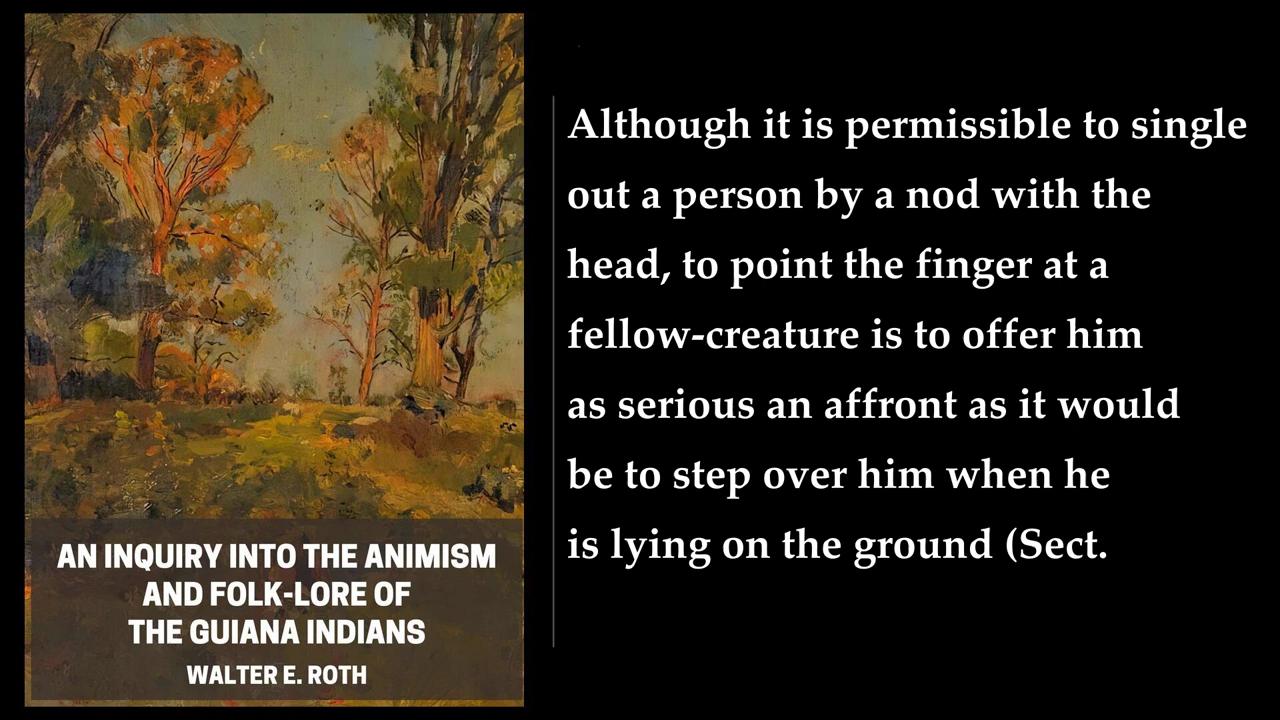 AN INQUIRY INTO THE ANIMISM
AND FOLK-LORE OF
THE GUIANA INDIANS
WALTER E. ROTH
Although it is permissible to single
out a person by a nod with the
head, to point the finger at a
fellow-creature is to offer him
as serious an affront as it would
be to step over him when he
is lying on the ground (Sect.